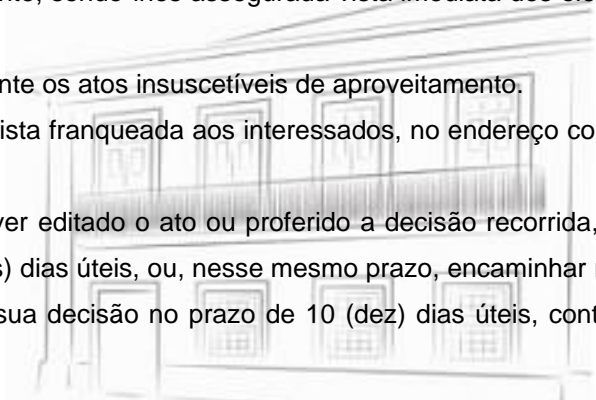 ante os atos insuscetíveis de aproveitamento.
ista franqueada aos interessados, no endereço co
ver editado o ato ou proferido a decisão recorrida,
s) dias úteis, ou, nesse mesmo prazo, encaminhar
sua decisão no prazo de 10 (dez) dias úteis, cont